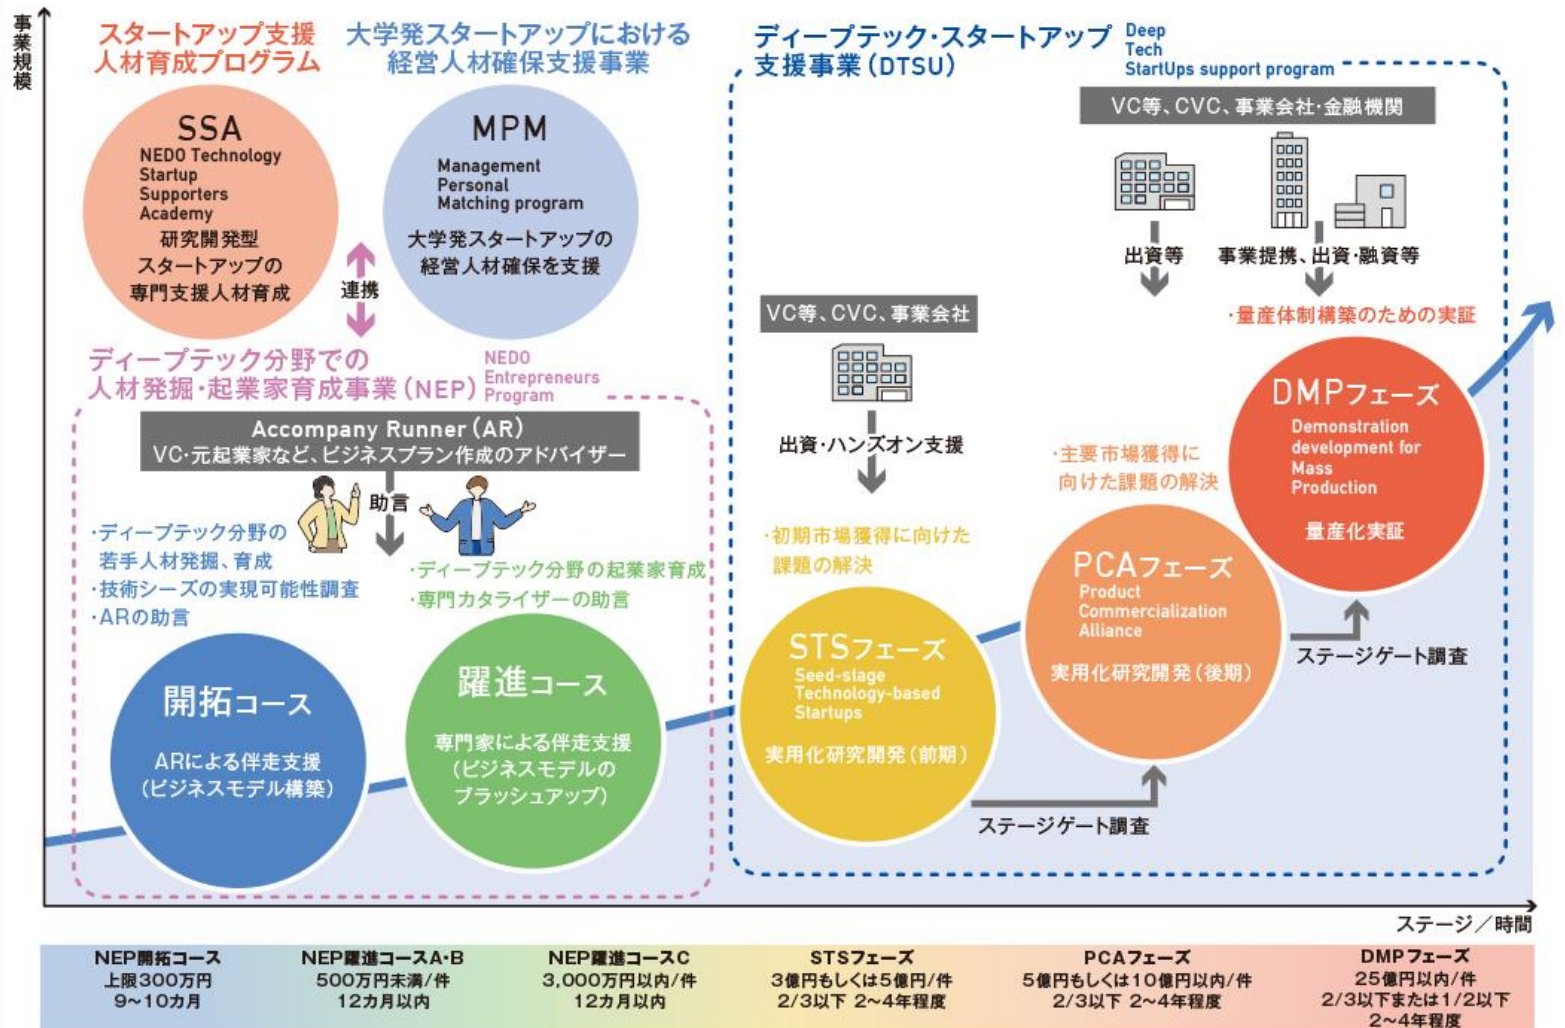 事業規模
スタートアップ支援
人材育成プログラム
SSA
NEDO Technology
Startup
Supporters
Academy
研究開発型
スタートアップの
専門支援人材育成
大学発スタートアップにおける
経営人材確保支援事業
MPM
Management
Personal
Matching program
大学発スタートアップの
経営人材確保を支援
連携
ディープテック分野での
人材発掘・起業家育成事業(NEP)
NEDO
Entrepreneurs
Program
Accompany Runner(AR)
VC・元起業家など、ビジネスプラン作成のアドバイザー
助言
・ディープテック分野の
若手人材発掘、育成
・技術シーズの実現可能性調査
・ARの助言
開拓コース
ARによる伴走支援
(ビジネスモデル構築)
・ディープテック分野の起業家育成
・専門カタライザーの助言
躍進コース
専門家による伴走支援
(ビジネスモデルの
ブラッシュアップ)
ディープテック・スタートアップ
支援事業(DTSU)
Deep
Tech
StartUps support program
VC等、CVC、事業会社
出資・ハンズオン支援
・初期市場獲得に向けた
課題の解決
STSフェーズ
Seed-stage
Technology-based
Startups
実用化研究開発(前期)
ステージゲート調査
VC等、CVC、事業会社・金融機関
出資等
事業提携、出資・融資等
・主要市場獲得に
向けた課題の解決
PCAフェーズ
Product
Commercialization
Alliance
実用化研究開発(後期)
ステージゲート調査
・量産体制構築のための実証
DMPフェーズ
Demonstration
development for
Mass
Production
量産化実証
ステージ/時間
NEP開拓コース
上限300万円
9~10カ月
NEP躍進コースA・B
500万円未満/件
12カ月以内
NEP躍進コースC
3,000万円以内/件
12カ月以内
STSフェーズ
3億円もしくは5億円/件
2/3以下 2~4年程度
PCAフェーズ
5億円もしくは10億円以内/件
2/3以下 2~4年程度
DMPフェーズ
25億円以内/件
2/3以下または1/2以下
2~4年程度